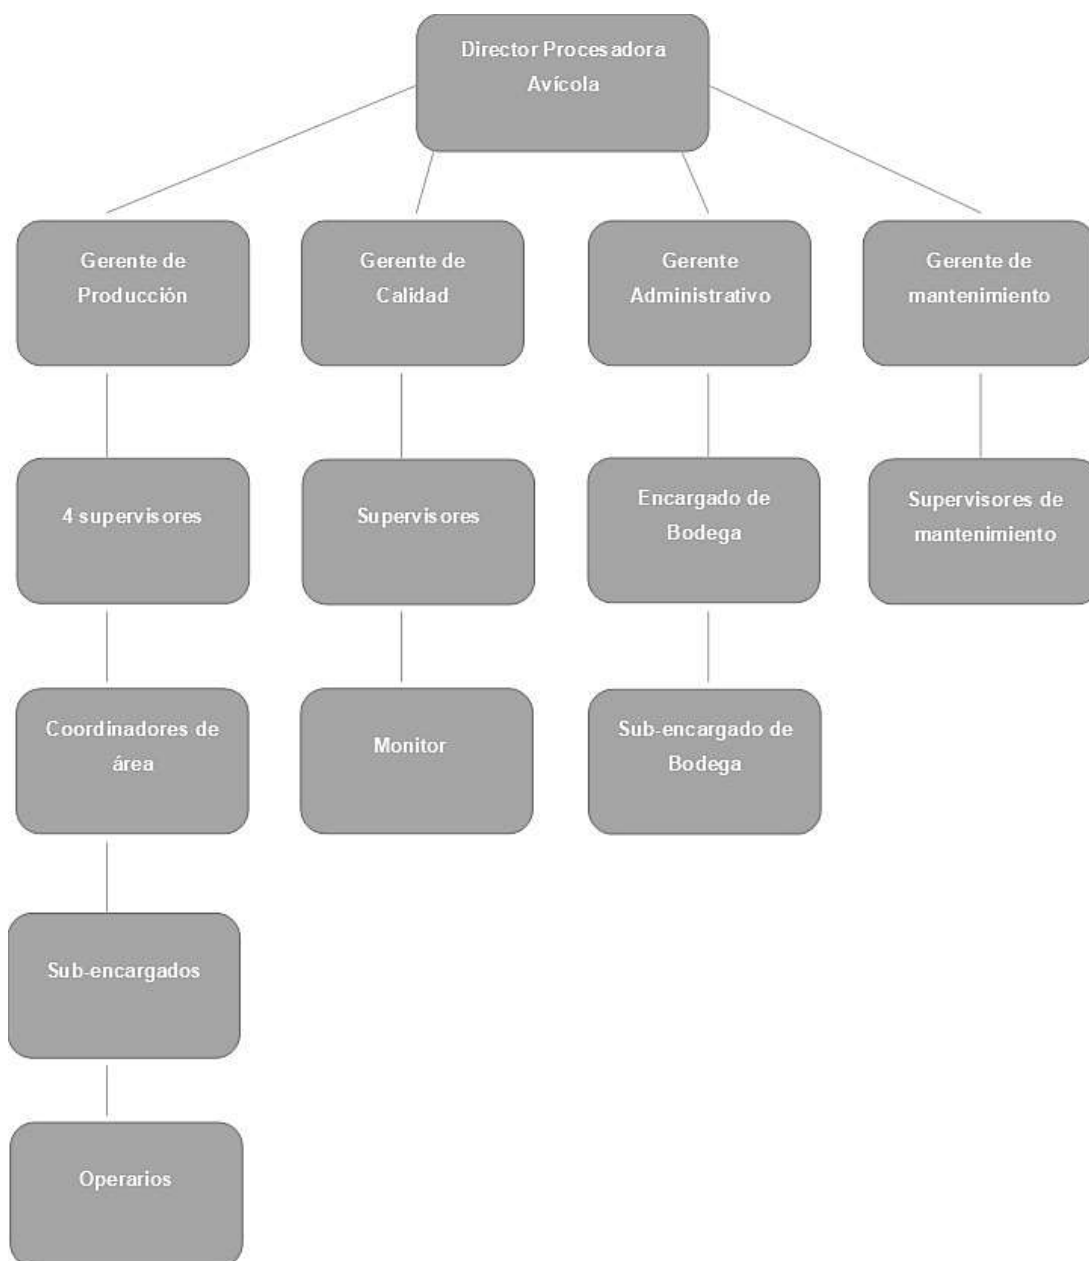 Director Procesadora
Avícola
Gerente de
Producción
Gerente de
Calidad
Gerente
Administrativo
Gerente de
mantenimiento
4 supervisores
Supervisores
Encargado de
Bodega
Supervisores de
mantenimiento
Coordinadores de
área
Monitor
Sub-encargado de
Bodega
Sub-encargados
Operarios